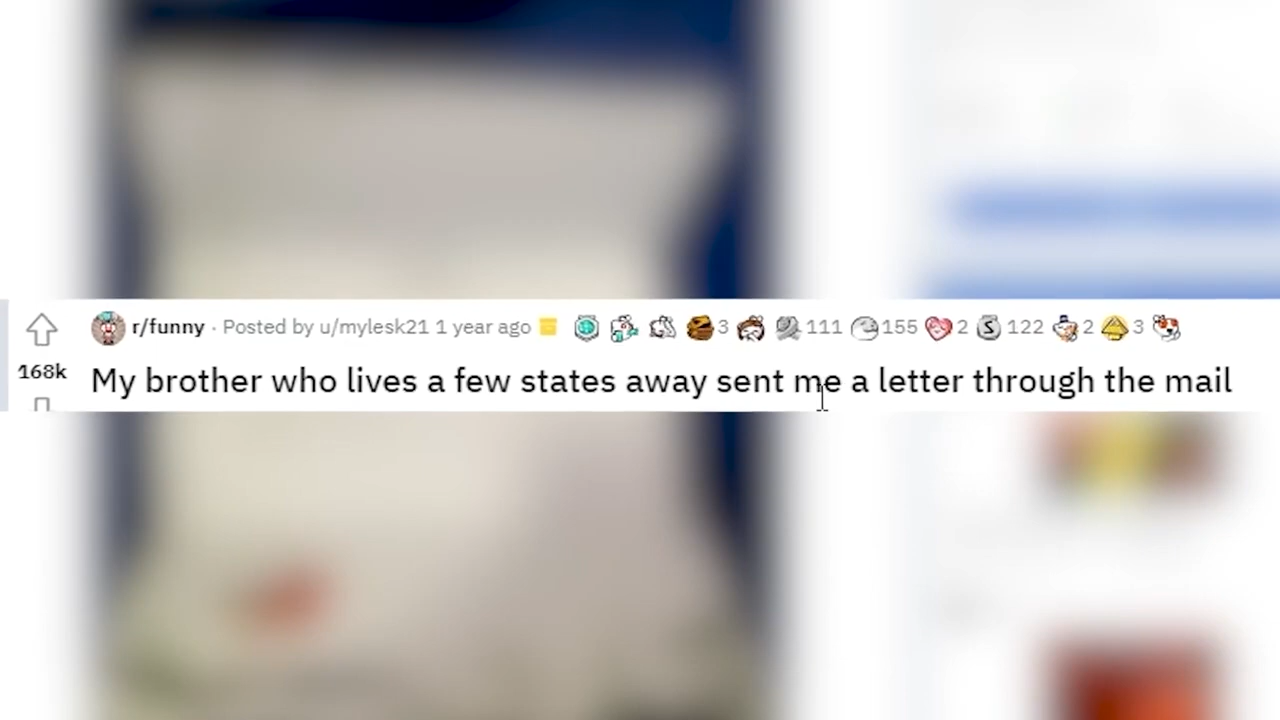 r/funny · Posted by u/mylesk21 1 year ago 3 111 155 2 122 2 3
168k
My brother who lives a few states away sent me a letter through the mail